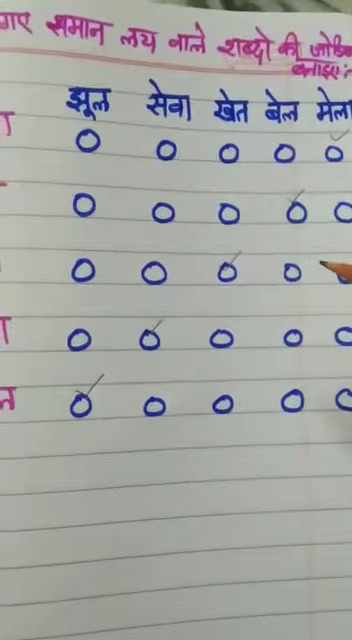 गए समान लय वाले शब्दो की
बनाइए:
झूल सेवा खेत बेल मेला